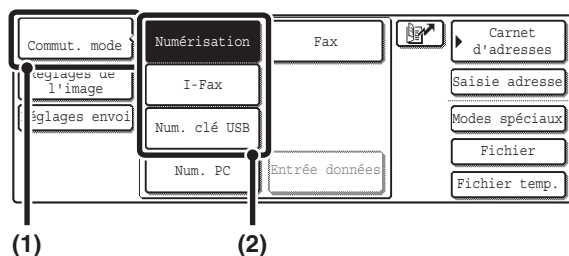 Commut. mode
Numérisation
Fax
Carnet
d'adresses
Réglages de
l'image
I-Fax
Saisie adresse
Réglages envoi
Num. clé USB
Modes spéciaux
Num. PC
Entrée données
Fichier
Fichier temp.
(1)
(2)